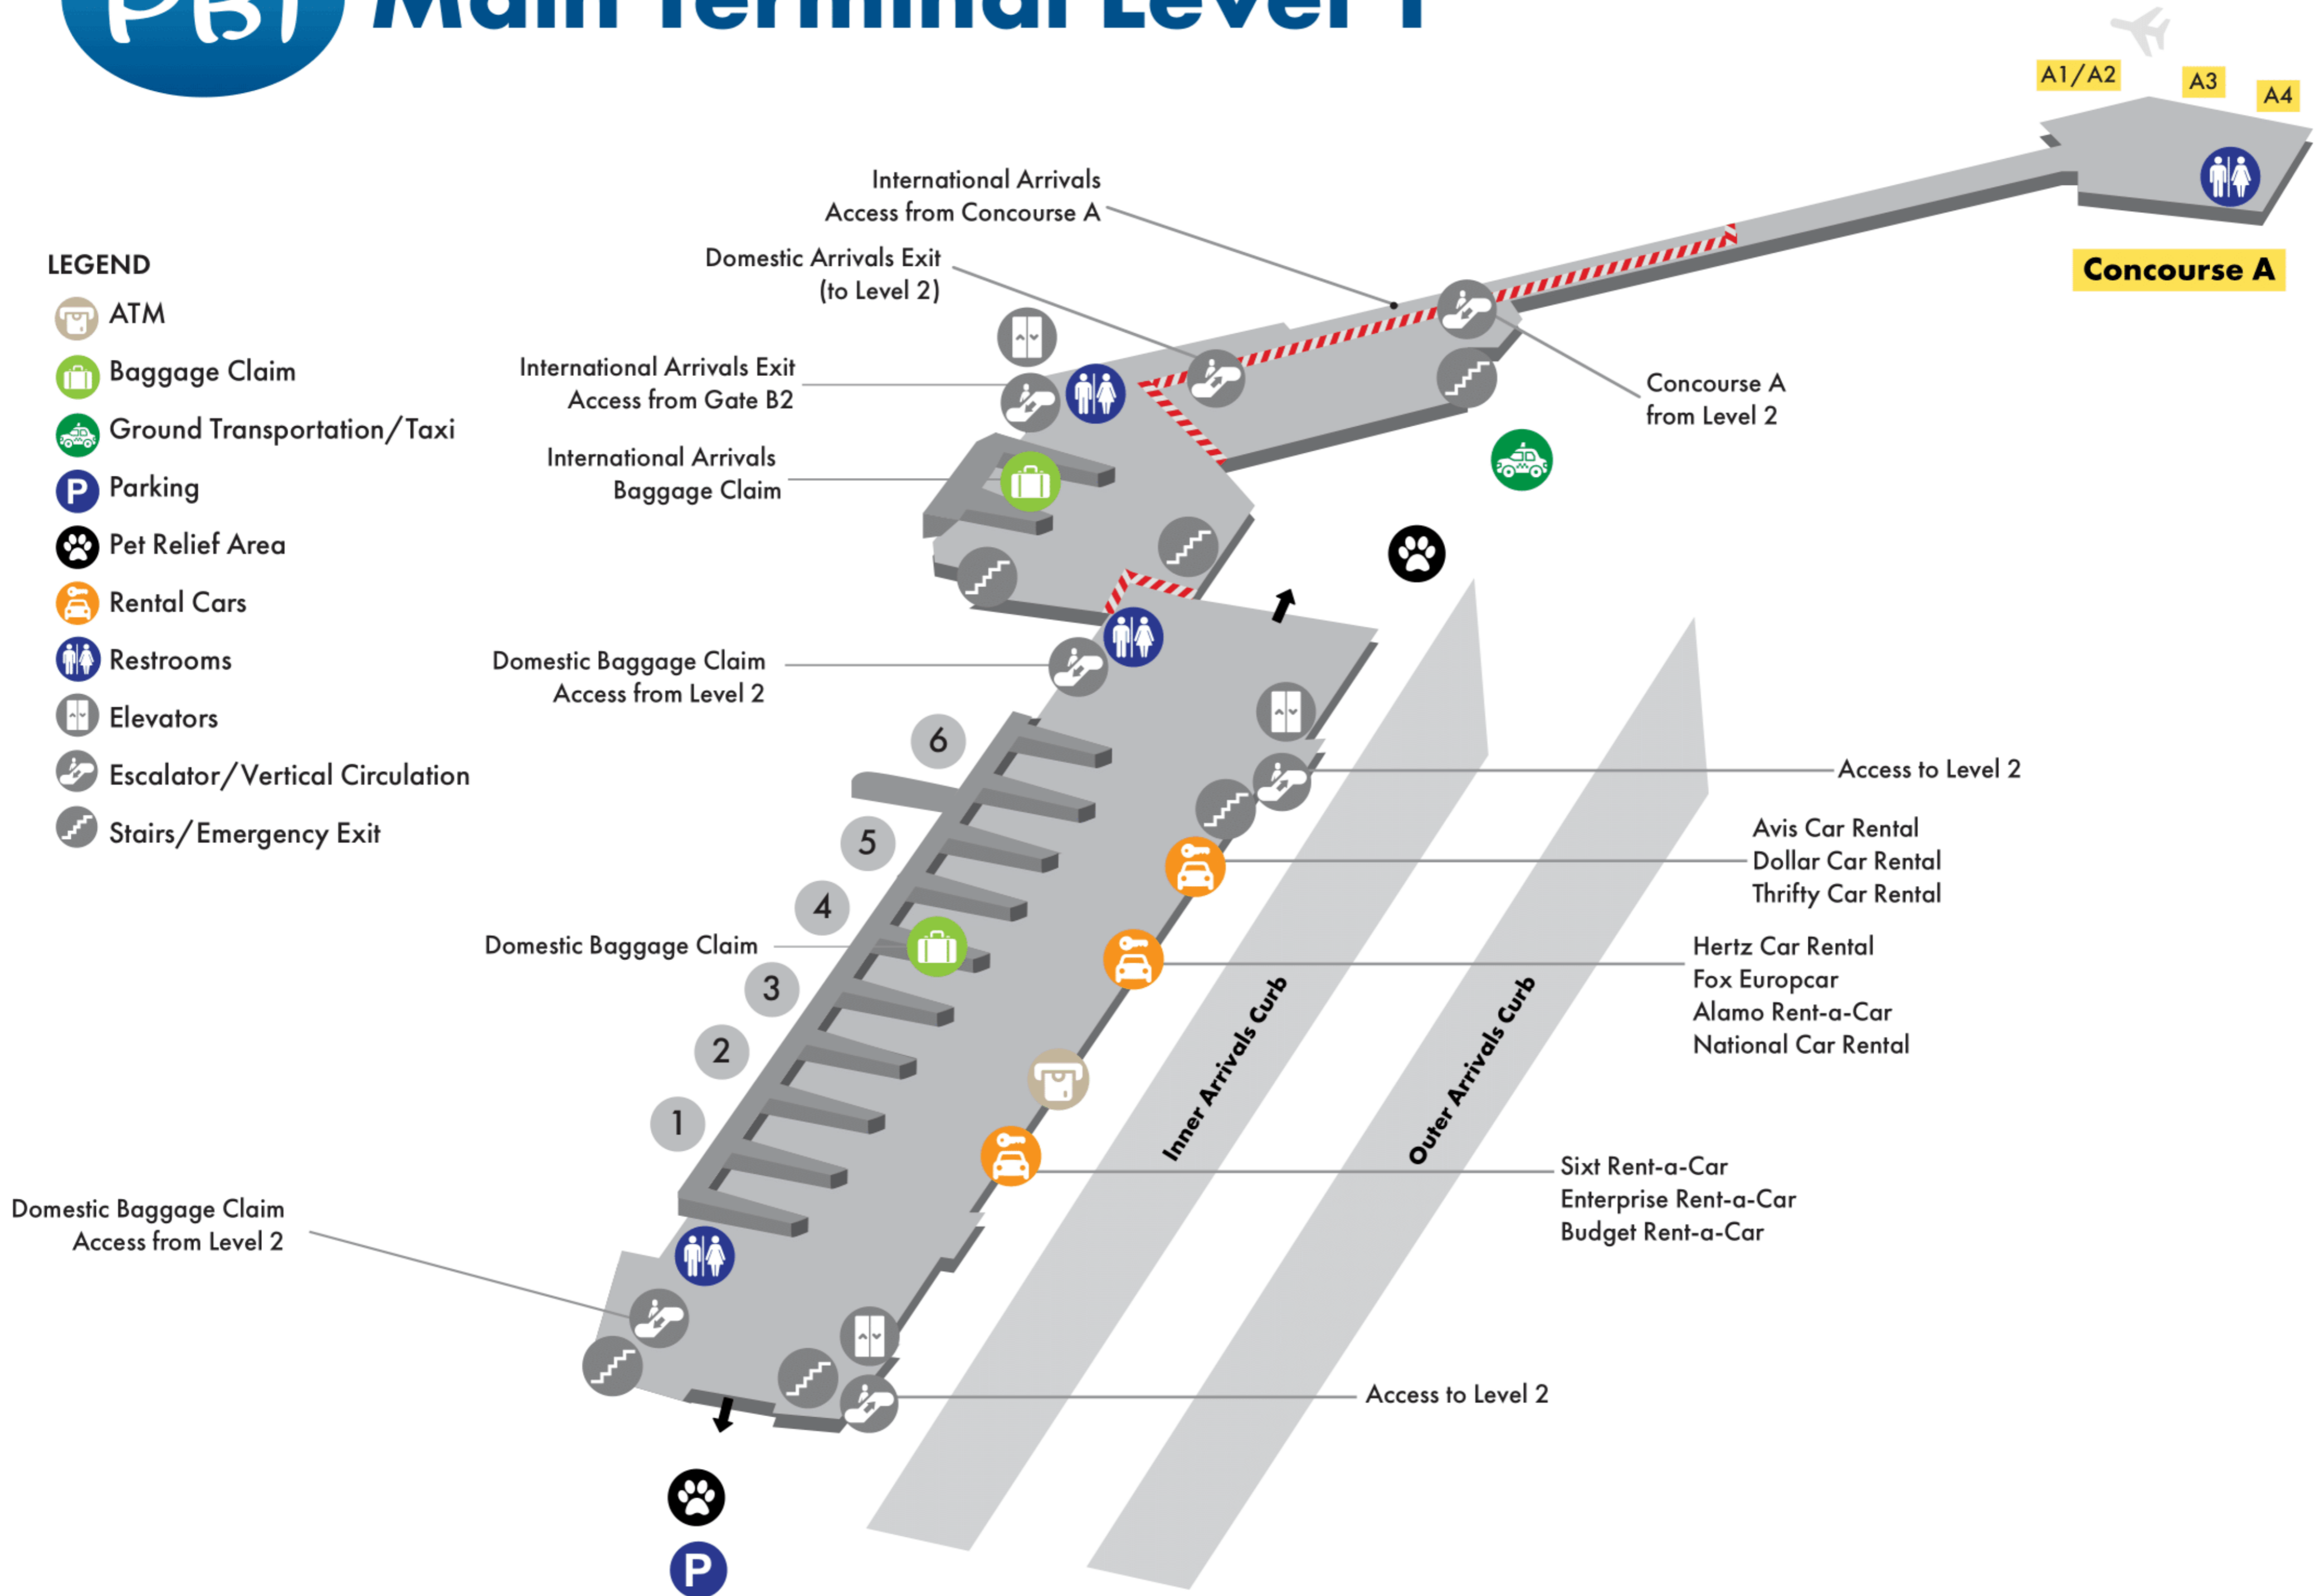 PBI
Main Terminal Level 1
A1/A2
A3
A4
Concourse A
International Arrivals
Access from Concourse A
Domestic Arrivals Exit
(to Level 2)
International Arrivals Exit
Access from Gate B2
International Arrivals
Baggage Claim
Concourse A
from Level 2
LEGEND
ATM
Baggage Claim
Ground Transportation/Taxi
P
Parking
Pet Relief Area
Rental Cars
Restrooms
Elevators
Escalator/Vertical Circulation
Stairs/Emergency Exit
Domestic Baggage Claim
Access from Level 2
6
5
4
Domestic Baggage Claim
3
2
1
Access to Level 2
Avis Car Rental
Dollar Car Rental
Thrifty Car Rental
Hertz Car Rental
Fox Europcar
Alamo Rent-a-Car
National Car Rental
Inner Arrivals Curb
Outer Arrivals Curb
Sixt Rent-a-Car
Enterprise Rent-a-Car
Budget Rent-a-Car
Domestic Baggage Claim
Access from Level 2
Access to Level 2
P